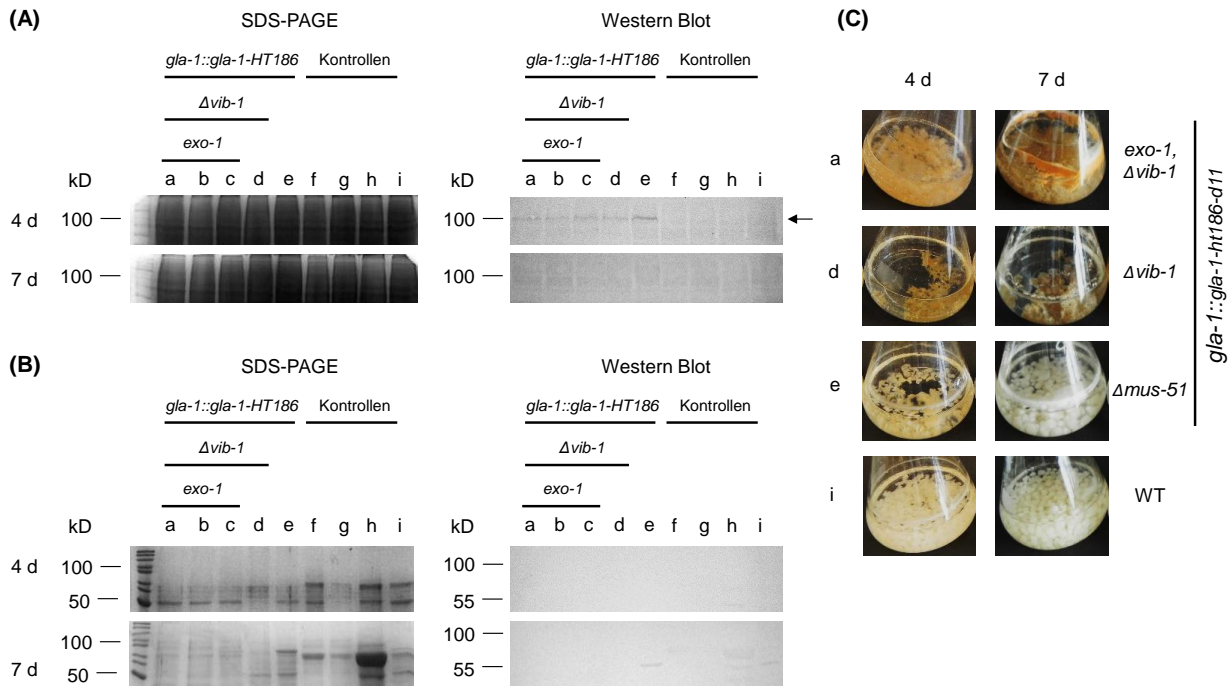 (A)
SDS-PAGE
Western Blot
gla-1::gla-1-HT186 Kontrollen
gla-1::gla-1-HT186 Kontrollen
Δvib-1
Δvib-1
exo-1
exo-1
kD a b c d e f g h i
kD a b c d e f g h i
4 d 100
100
7 d 100
100
(B)
SDS-PAGE
Western Blot
gla-1::gla-1-HT186 Kontrollen
gla-1::gla-1-HT186 Kontrollen
Δvib-1
Δvib-1
exo-1
exo-1
kD a b c d e f g h i
kD a b c d e f g h i
4 d
100
50
100
55
7 d
100
50
100
55
(C)
4 d 7 d
a
exo-1,
Δvib-1
d
Δvib-1
e
Δmus-51
i
WT
gla-1::gla-1-ht186-d11